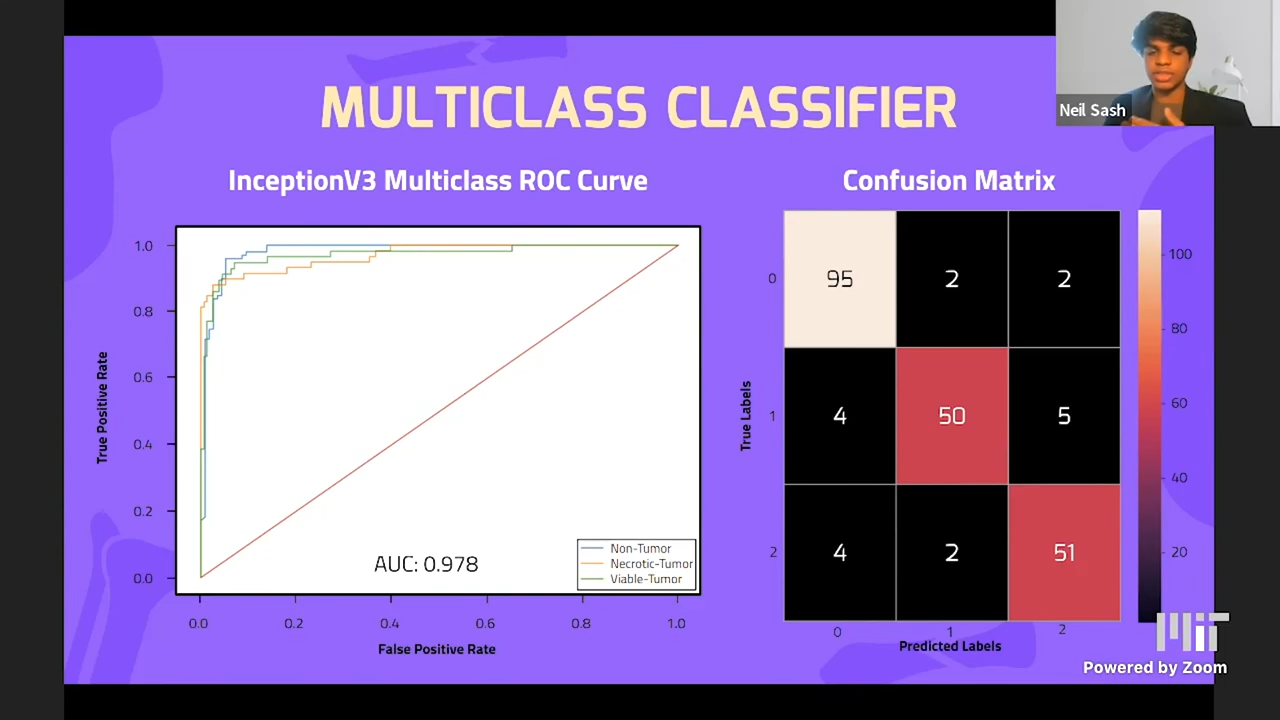 MULTICLASS CLASSIFIER
Neil Sash
InceptionV3 Multiclass ROC Curve
Confusion Matrix
True Positive Rate
1.0
0.8
0.6
0.4
0.2
0.0
AUC: 0.978
Non-Tumor
Necrotic-Tumor
Viable-Tumor
0.0 0.2 0.4 0.6 0.8 1.0
False Positive Rate
True Labels
0 95 2 2
1 4 50 5
2 4 2 51
0 1 2
Predicted Labels
100
80
60
40
20
MIT
Powered by Zoom